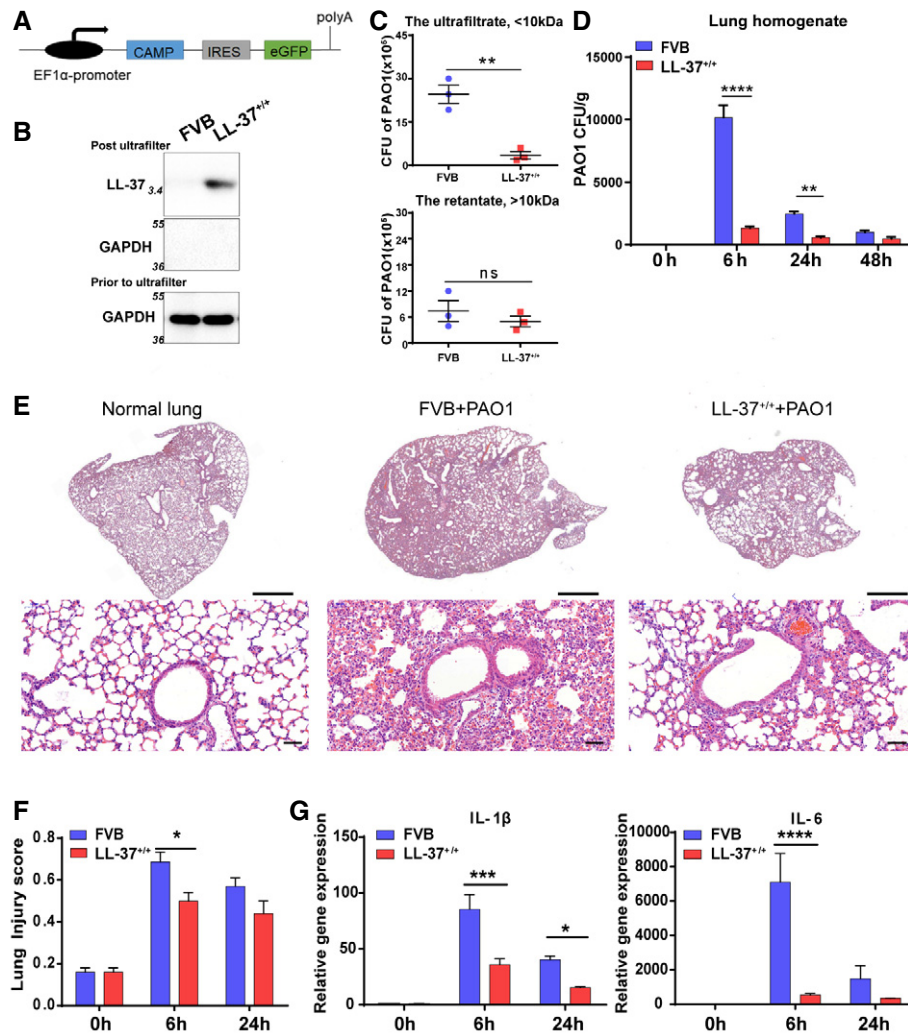 A
polyA
CAMP
IRES
eGFP
EF1α-promoter
B
FVB
LL-37+/+
Post ultrafilter
LL-37
3.4
55
GAPDH
36
Prior to ultrafilter
55
GAPDH
36
C
The ultrafiltrate, <10kDa
CFU of PAO1(x10⁵)
45
30
15
0
**
FVB
LL-37+/+
The retantate, >10kDa
CFU of PAO1(x10⁵)
30
24
18
12
6
0
ns
FVB
LL-37+/+
D
Lung homogenate
FVB
LL-37+/+
PAO1 CFU/g
15000
10000
5000
0
****
**
0 h
6 h
24h
48h
E
Normal lung
FVB+PAO1
LL-37+/++PAO1
F
FVB
LL-37+/+
Lung Injury score
0.8
0.6
0.4
0.2
0.0
*
0h
6h
24h
G
IL-1β
FVB
LL-37+/+
Relative gene expression
150
100
50
0
***
*
0h
6h
24h
IL-6
FVB
LL-37+/+
Relative gene expression
10000
8000
6000
4000
2000
0
****
0h
6h
24h